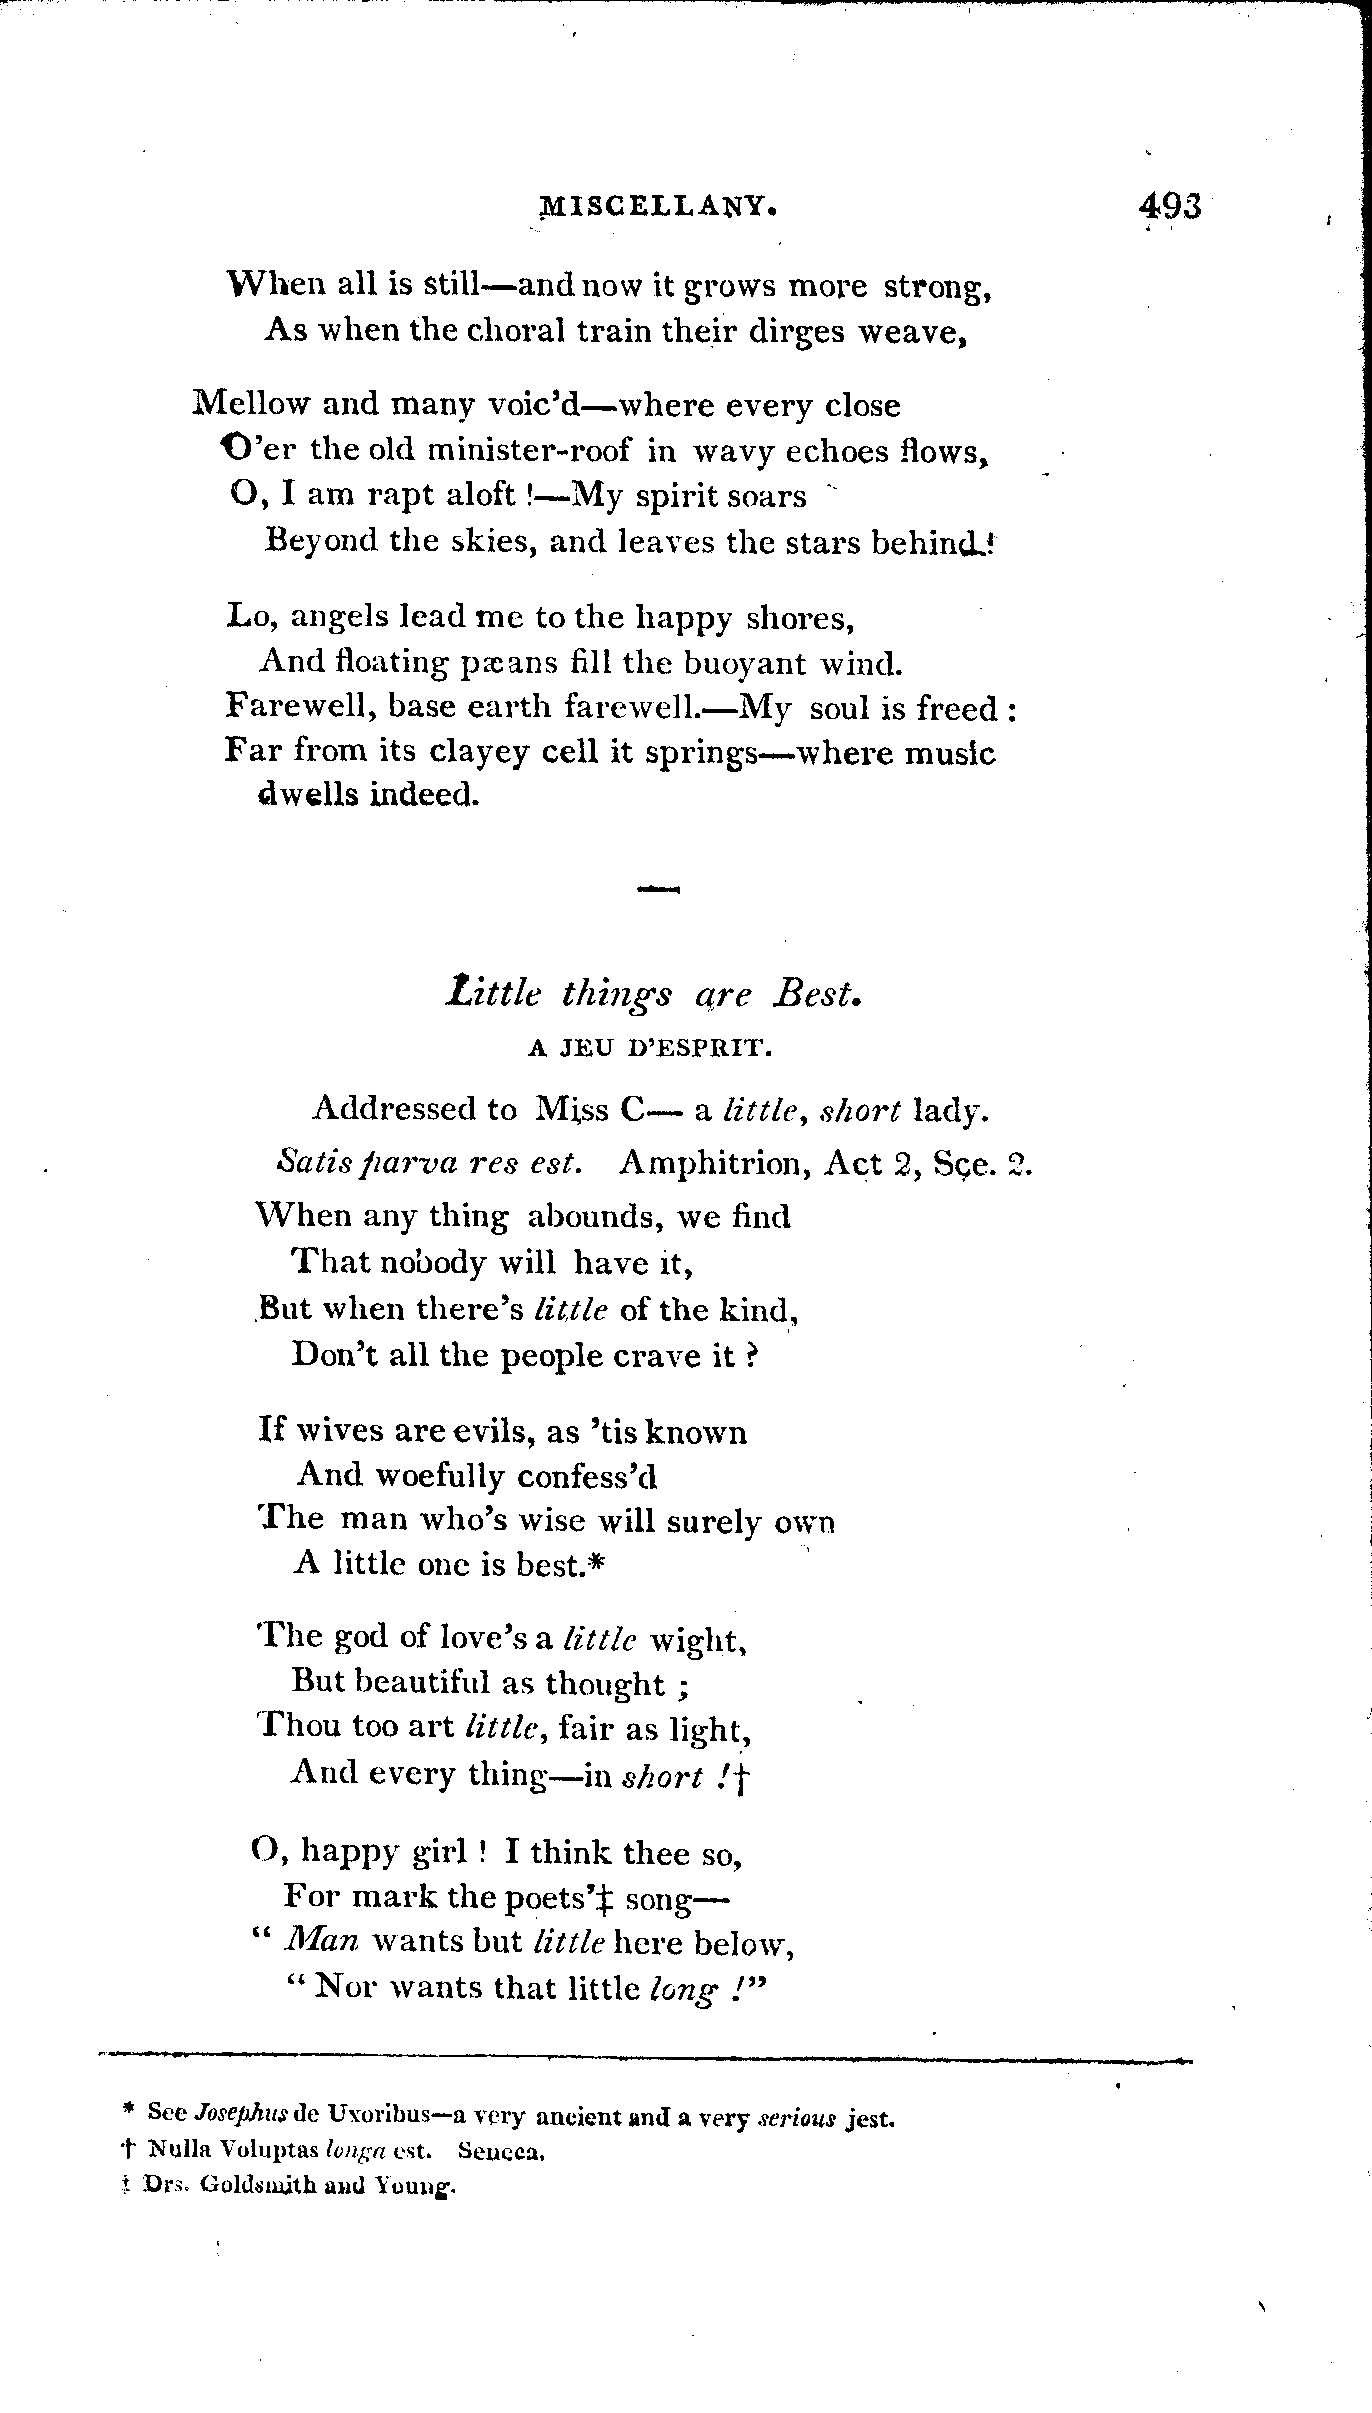 MISCELLANY. 493
When all is still—and now it grows more strong,
As when the choral train their dirges weave,
Mellow and many voic'd—where every close
O'er the old minister-roof in wavy echoes flows,
O, I am rapt aloft !—My spirit soars
Beyond the skies, and leaves the stars behind.!
Lo, angels lead me to the happy shores,
And floating pæans fill the buoyant wind.
Farewell, base earth farewell.—My soul is freed :
Far from its clayey cell it springs—where music
dwells indeed.
—
Little things are Best.
A JEU D'ESPRIT.
Addressed to Miss C— a little, short lady.
Satis parva res est. Amphitrion, Act 2, Sce. 2.
When any thing abounds, we find
That nobody will have it,
But when there's little of the kind,
Don't all the people crave it ?
If wives are evils, as 'tis known
And woefully confess'd
The man who's wise will surely own
A little one is best.*
The god of love's a little wight,
But beautiful as thought ;
Thou too art little, fair as light,
And every thing—in short !†
O, happy girl ! I think thee so,
For mark the poets'‡ song—
" Man wants but little here below,
" Nor wants that little long !"
* See Josephus de Uxoribus—a very ancient and a very serious jest.
† Nulla Voluptas longa est. Seneca.
‡ Drs. Goldsmith and Young.